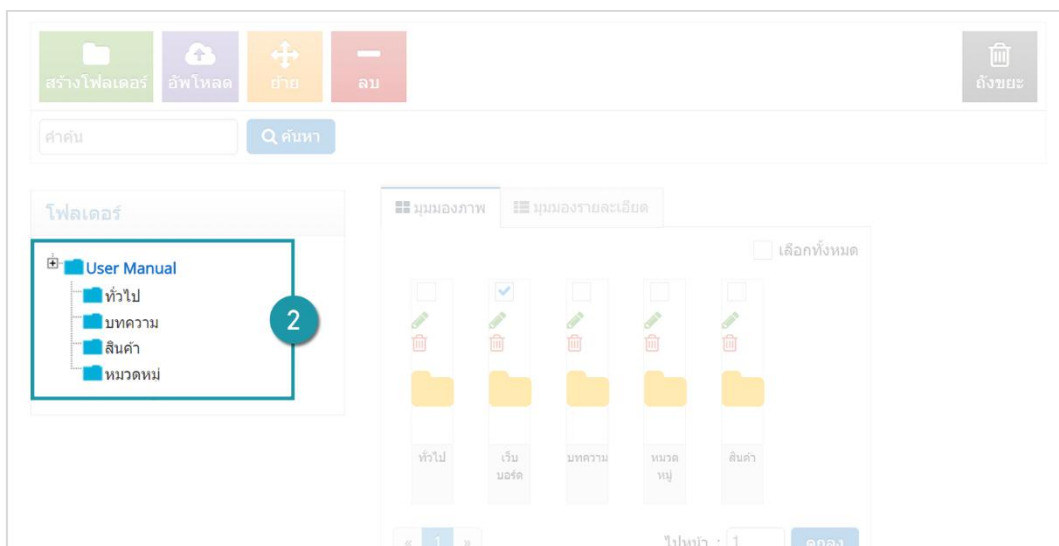 สร้างโฟลเดอร์ อัพโหลด ย้าย ลบ ถังขยะ
คำค้น ค้นหา
โฟลเดอร์
User Manual
ทั่วไป
บทความ
สินค้า
หมวดหมู่
2
มุมมองภาพ มุมมองรายละเอียด
เลือกทั้งหมด
ทั่วไป เว็บ บทความ หมวด สินค้า
บอร์ด หมู่
« 1 » ไปหน้า : 1 ตกลง